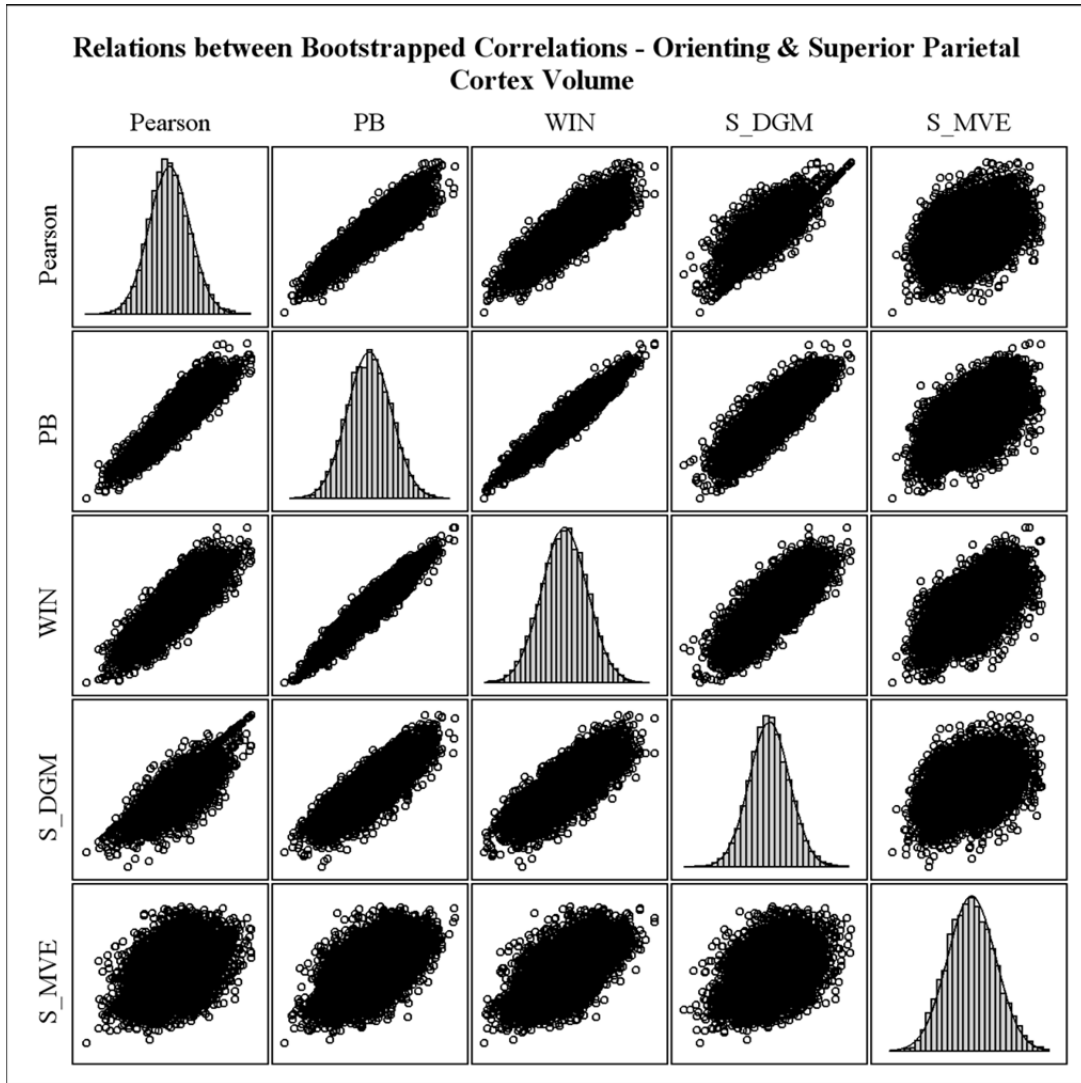 Relations between Bootstrapped Correlations - Orienting & Superior Parietal
Cortex Volume
Pearson PB WIN S_DGM S_MVE
Pearson
PB
WIN
S_DGM
S_MVE